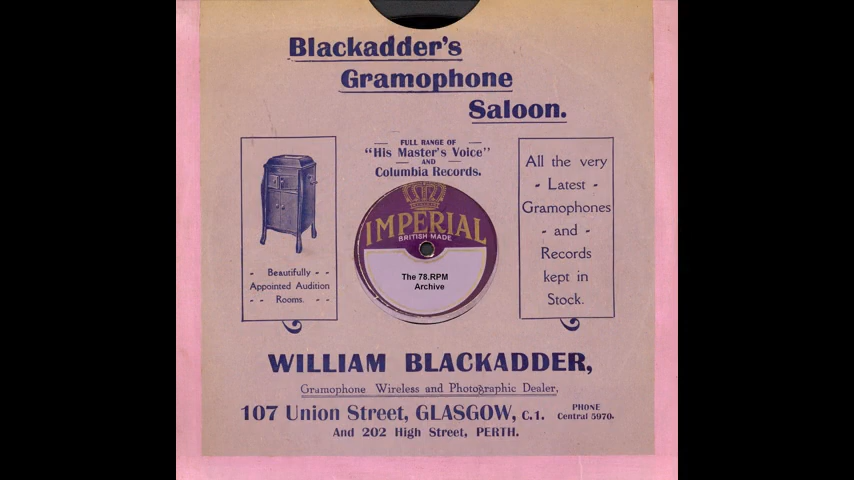 Blackadder's
Gramophone
Saloon.
FULL RANGE OF
"His Master's Voice"
AND
Columbia Records.
- Beautifully - -
Appointed Audition
- - Rooms. - -
IMPERIAL
BRITISH MADE
The 78.RPM
Archive
All the very
- Latest -
Gramophones
- and -
Records
kept in
Stock.
WILLIAM BLACKADDER,
Gramophone Wireless and Photographic Dealer,
107 Union Street, GLASGOW, C.1.
PHONE
Central 5970.
And 202 High Street, PERTH.